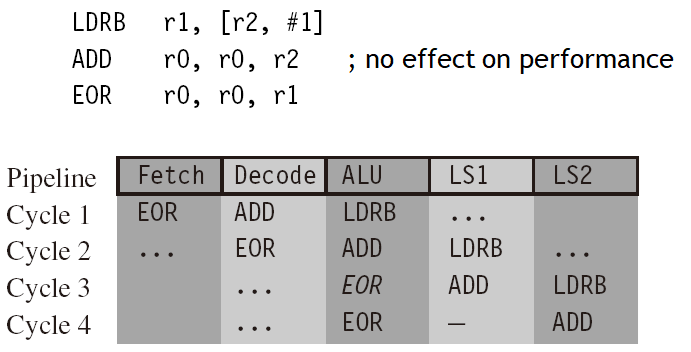 LDRB r1, [r2, #1]
ADD r0, r0, r2 ; no effect on performance
EOR r0, r0, r1
Pipeline Fetch Decode ALU LS1 LS2
Cycle 1 EOR ADD LDRB ...
Cycle 2 ... EOR ADD LDRB ...
Cycle 3 ... EOR ADD LDRB
Cycle 4 ... EOR — ADD